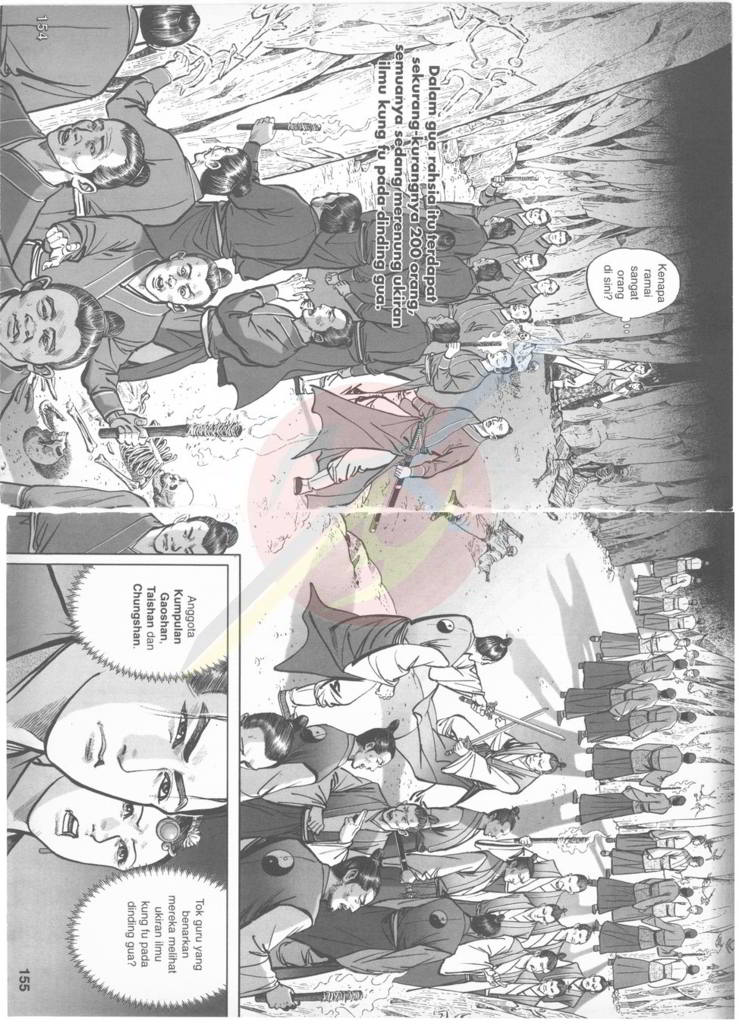 154
Dalam gua rahsia itu terdapat
sekurang-kurangnya 200 orang,
semuanya sedang merenung ukiran
ilmu kung fu pada dinding gua.
Kenapa
ramai
sangat
orang
di sini?
Anggota
Kumpulan
Gaoshan,
Taishan dan
Chungshan.
Tok guru yang
benarkan
mereka melihat
ukiran ilmu
kung fu pada
dinding gua?
155